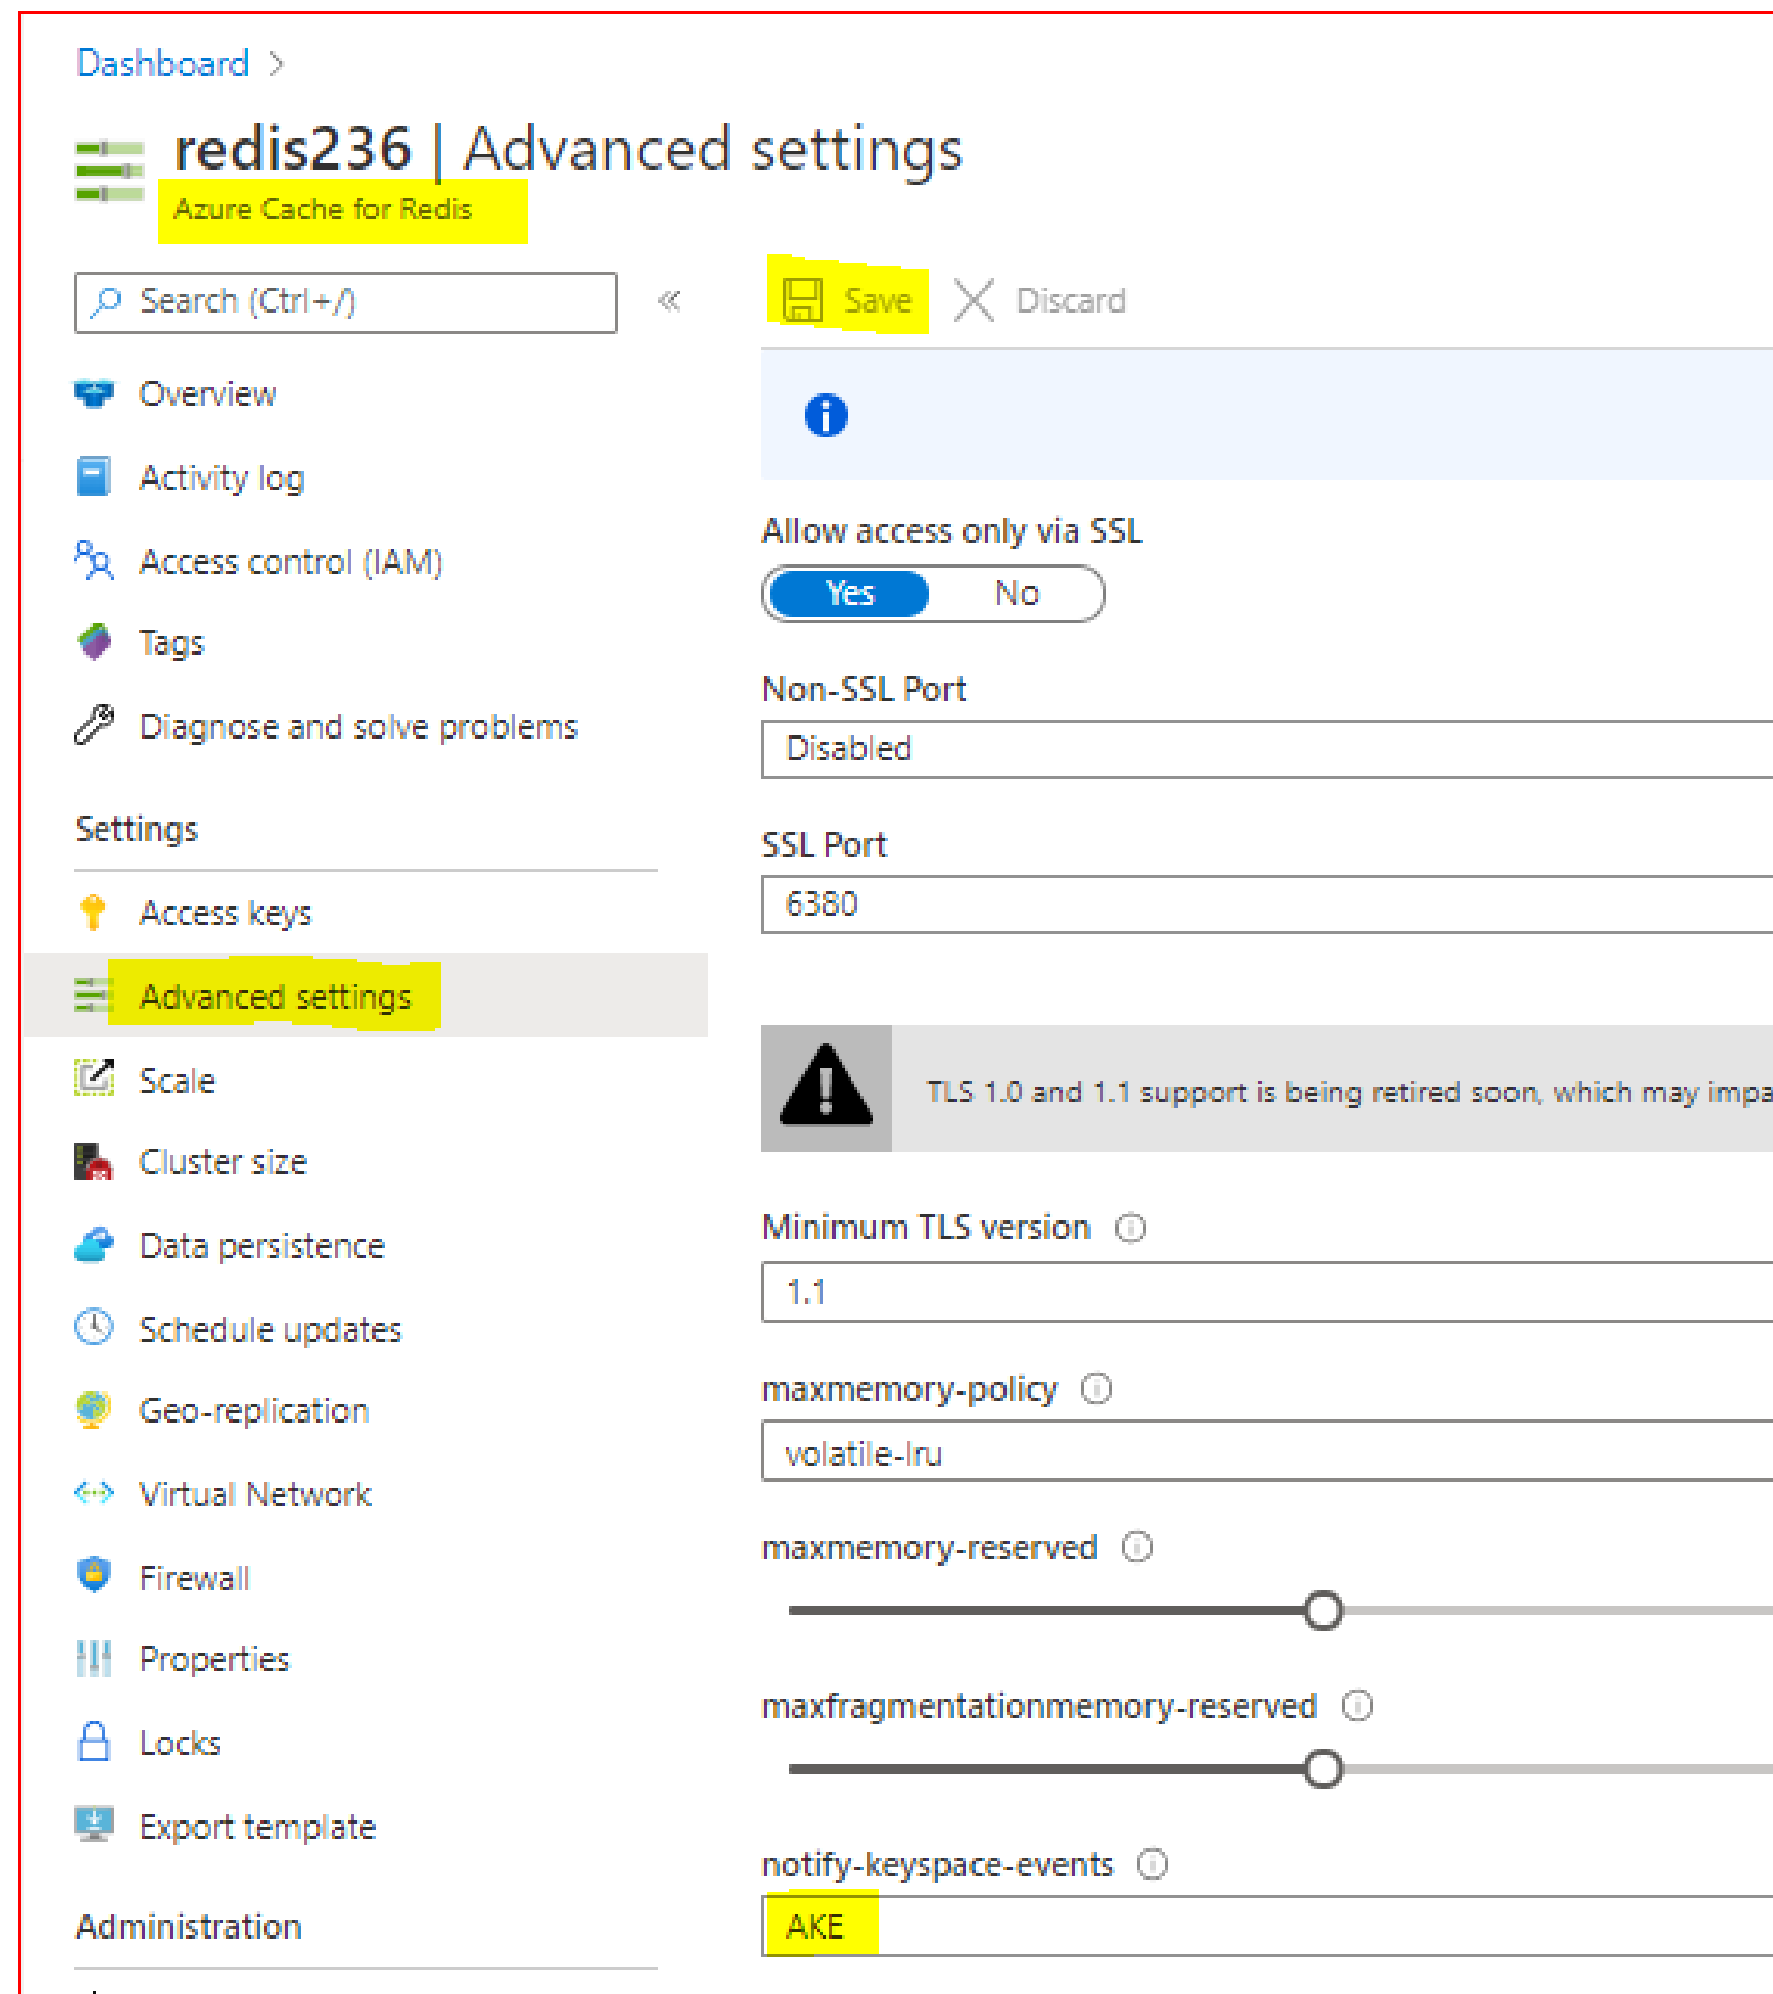 Dashboard >
redis236 | Advanced settings
Azure Cache for Redis
Search (Ctrl+/)
«
Overview
Activity log
Access control (IAM)
Tags
Diagnose and solve problems
Settings
Access keys
Advanced settings
Scale
Cluster size
Data persistence
Schedule updates
Geo-replication
Virtual Network
Firewall
Properties
Locks
Export template
Administration
Save
Discard
Allow access only via SSL
Yes
No
Non-SSL Port
Disabled
SSL Port
6380
TLS 1.0 and 1.1 support is being retired soon, which may impa
Minimum TLS version
1.1
maxmemory-policy
volatile-lru
maxmemory-reserved
maxfragmentationmemory-reserved
notify-keyspace-events
AKE